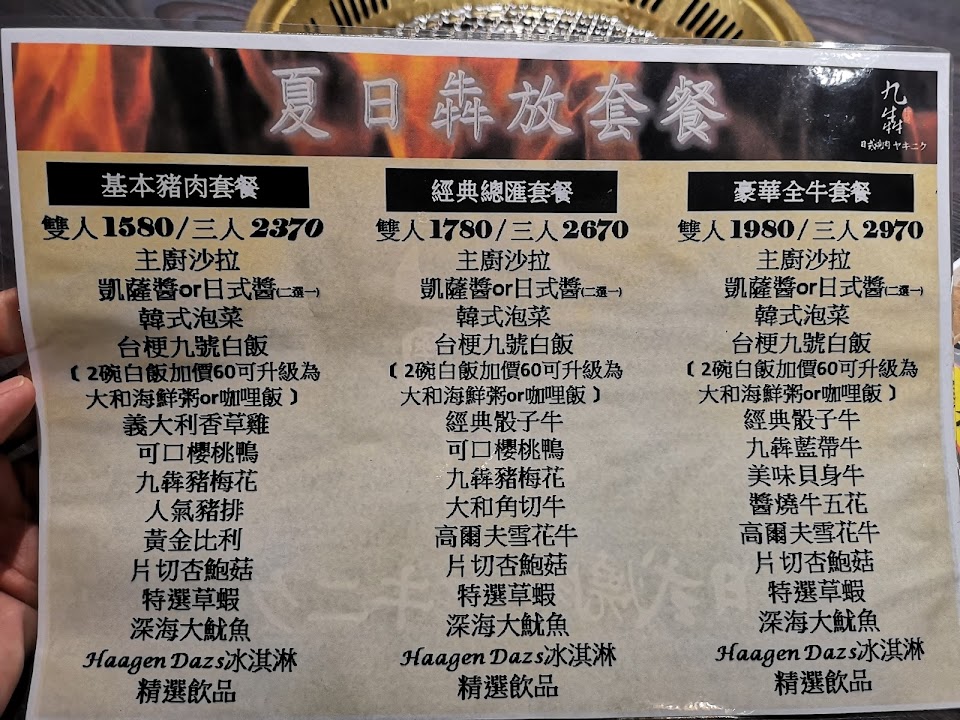 夏日犇放套餐
九犇
日式燒肉 ヤキニク
基本豬肉套餐
雙人1580/三人2370
主廚沙拉
凱薩醬or日式醬(二選一)
韓式泡菜
台梗九號白飯
﹝2碗白飯加價60可升級為
大和海鮮粥or咖哩飯﹞
義大利香草雞
可口櫻桃鴨
九犇豬梅花
人氣豬排
黃金比利
片切杏鮑菇
特選草蝦
深海大魷魚
Haagen Dazs冰淇淋
精選飲品
經典總匯套餐
雙人1780/三人2670
主廚沙拉
凱薩醬or日式醬(二選一)
韓式泡菜
台梗九號白飯
﹝2碗白飯加價60可升級為
大和海鮮粥or咖哩飯﹞
經典骰子牛
可口櫻桃鴨
九犇豬梅花
大和角切牛
高爾夫雪花牛
片切杏鮑菇
特選草蝦
深海大魷魚
Haagen Dazs冰淇淋
精選飲品
豪華全牛套餐
雙人1980/三人2970
主廚沙拉
凱薩醬or日式醬(二選一)
韓式泡菜
台梗九號白飯
﹝2碗白飯加價60可升級為
大和海鮮粥or咖哩飯﹞
經典骰子牛
九犇藍帶牛
美味貝身牛
醬燒牛五花
高爾夫雪花牛
片切杏鮑菇
特選草蝦
深海大魷魚
Haagen Dazs冰淇淋
精選飲品